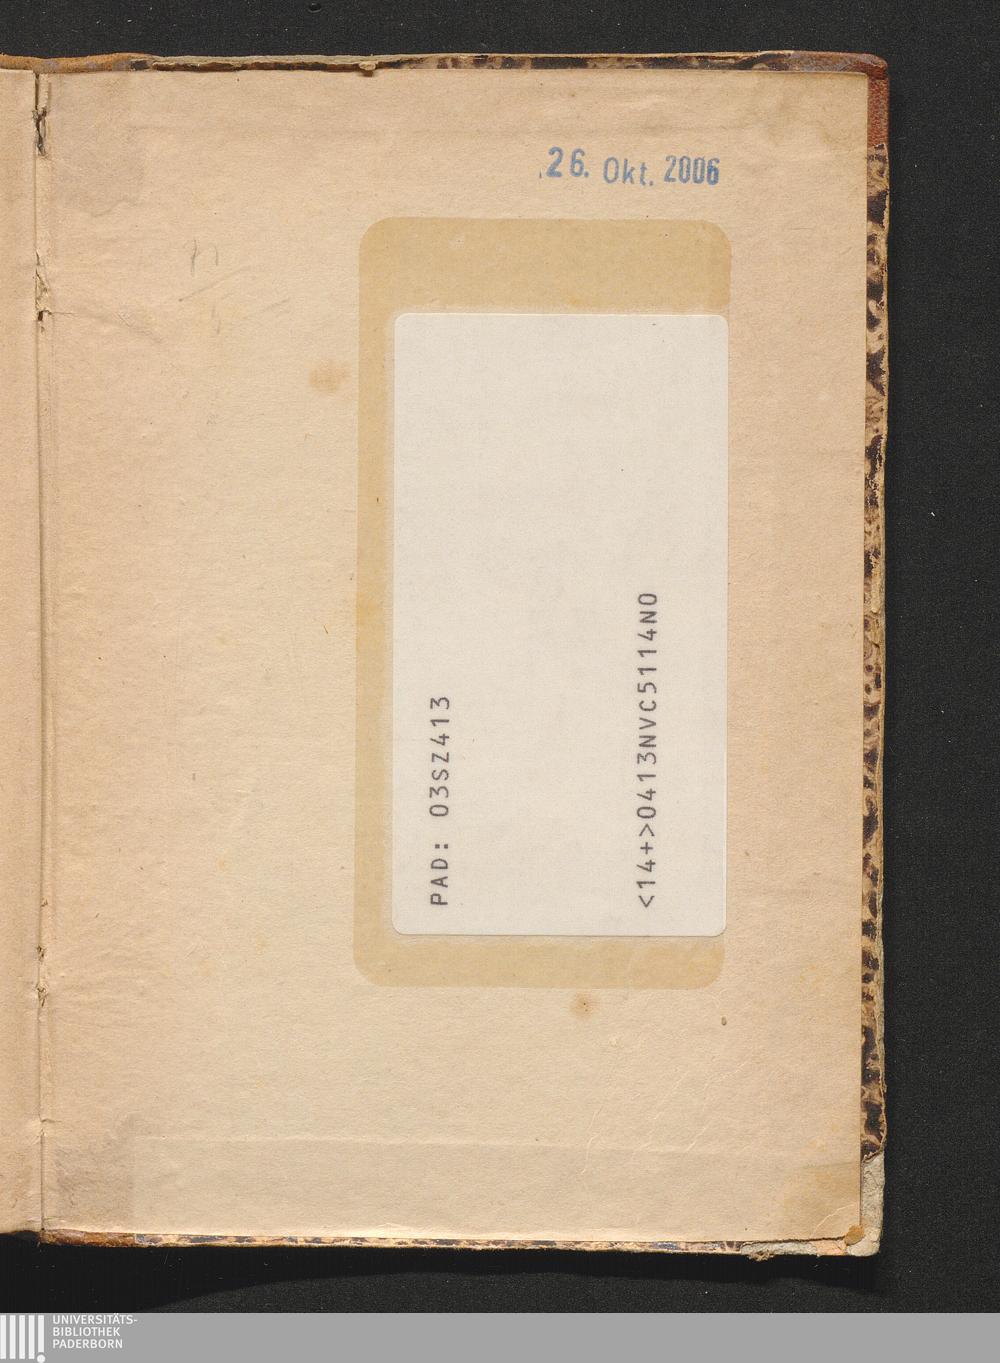 26. Okt. 2006
PAD: 03SZ413
<14+>0413NVC5114N0
UNIVERSITÄTS-
BIBLIOTHEK
PADERBORN